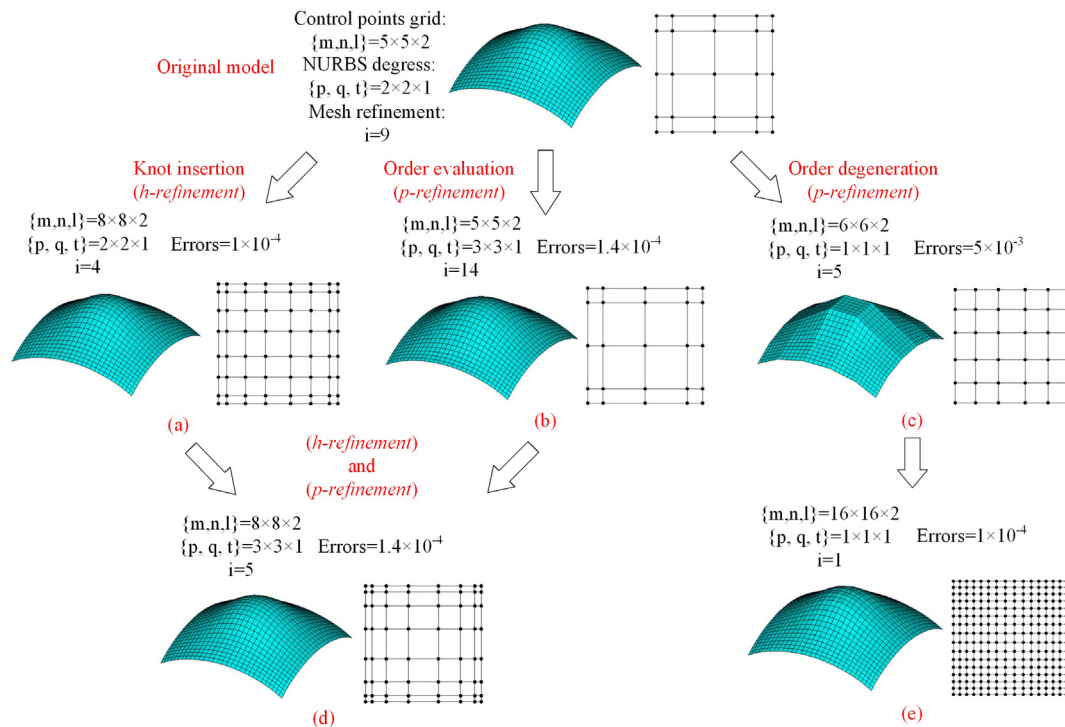 Original model
Control points grid:
{m,n,l}=5×5×2
NURBS degress:
{p, q, t}=2×2×1
Mesh refinement:
i=9
Knot insertion
(h-refinement)
Order evaluation
(p-refinement)
Order degeneration
(p-refinement)
{m,n,l}=8×8×2
{p, q, t}=2×2×1
i=4
Errors=1×10⁻⁴
{m,n,l}=5×5×2
{p, q, t}=3×3×1
i=14
Errors=1.4×10⁻⁴
{m,n,l}=6×6×2
{p, q, t}=1×1×1
i=5
Errors=5×10⁻³
(a)
(b)
(c)
(h-refinement)
and
(p-refinement)
{m,n,l}=8×8×2
{p, q, t}=3×3×1
i=5
Errors=1.4×10⁻⁴
{m,n,l}=16×16×2
{p, q, t}=1×1×1
i=1
Errors=1×10⁻⁴
(d)
(e)